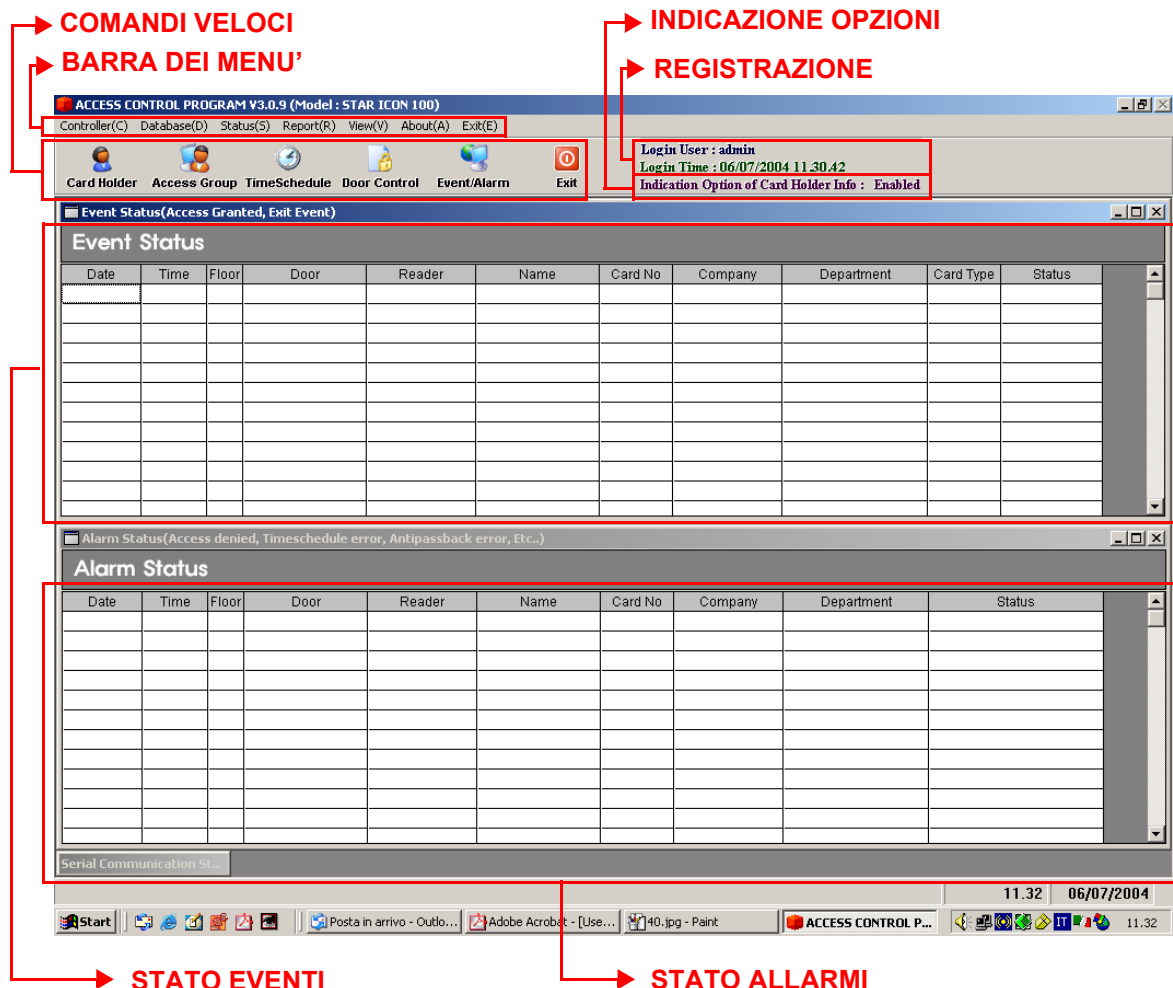 COMANDI VELOCI
INDICAZIONE OPZIONI
BARRA DEI MENU'
REGISTRAZIONE
ACCESS CONTROL PROGRAM V3.0.9 (Model : STAR ICON 100)
Controller(C) Database(D) Status(S) Report(R) View(V) About(A) Exit(E)
Login User : admin
Login Time : 06/07/2004 11.30.42
Card Holder Access Group TimeSchedule Door Control Event/Alarm Exit
Indication Option of Card Holder Info : Enabled
Event Status(Access Granted, Exit Event)
Event Status
Date Time Floor Door Reader Name Card No Company Department Card Type Status
Alarm Status(Access denied, Timeschedule error, Antipassback error, Etc..)
Alarm Status
Date Time Floor Door Reader Name Card No Company Department Status
Serial Communication St...
11.32 06/07/2004
Start Posta in arrivo - Outlo... Adobe Acrobat - [Use... 40.jpg - Paint ACCESS CONTROL P... IT 11.32
STATO EVENTI
STATO ALLARMI